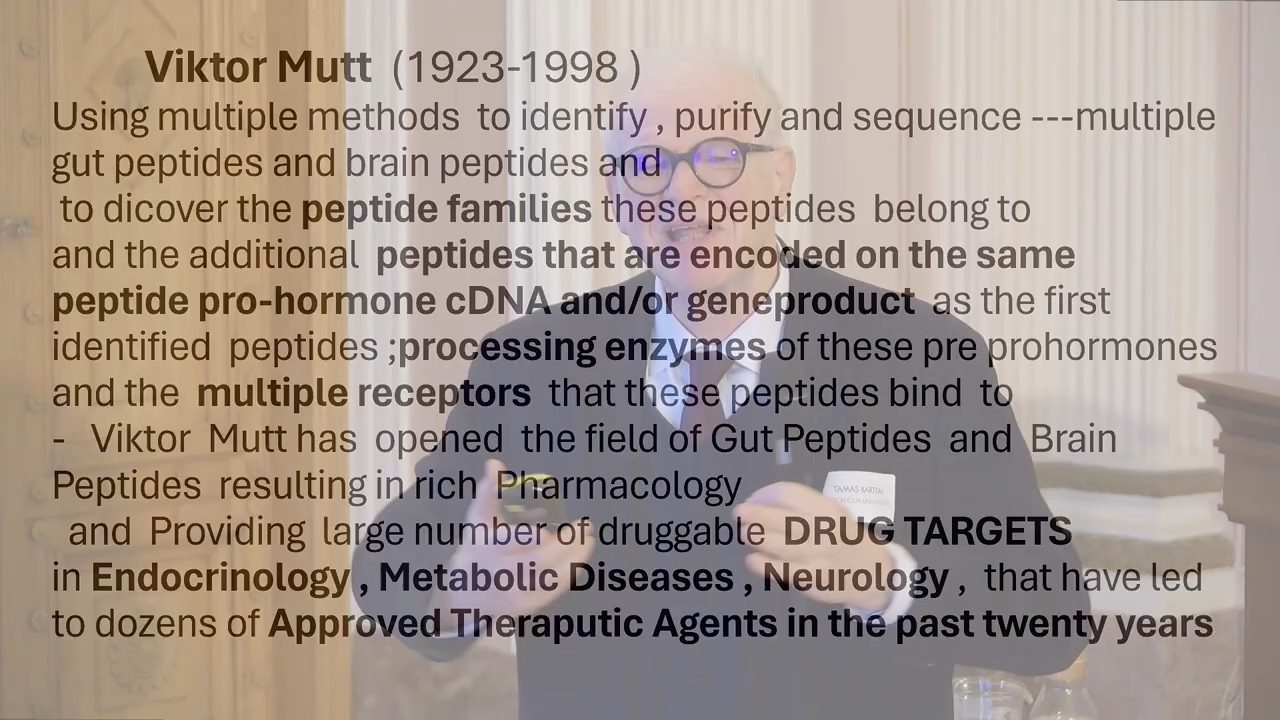 Viktor Mutt (1923-1998 )
Using multiple methods to identify , purify and sequence ---multiple
gut peptides and brain peptides and
to dicover the peptide families these peptides belong to
and the additional peptides that are encoded on the same
peptide pro-hormone cDNA and/or geneproduct as the first
identified peptides ;processing enzymes of these pre prohormones
and the multiple receptors that these peptides bind to
- Viktor Mutt has opened the field of Gut Peptides and Brain
Peptides resulting in rich Pharmacology
TAMAS BARTFAI
and Providing large number of druggable DRUG TARGETS
in Endocrinology , Metabolic Diseases , Neurology , that have led
to dozens of Approved Theraputic Agents in the past twenty years